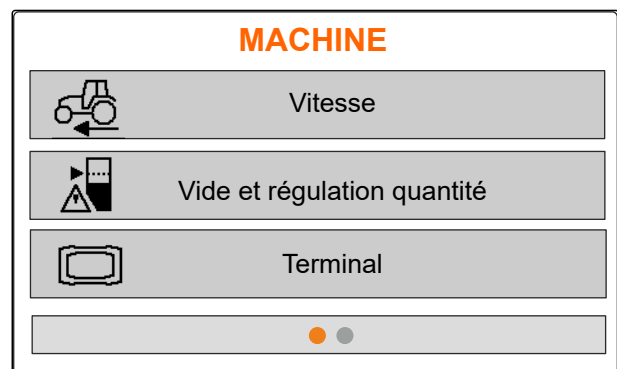 MACHINE
Vitesse
Vide et régulation quantité
Terminal